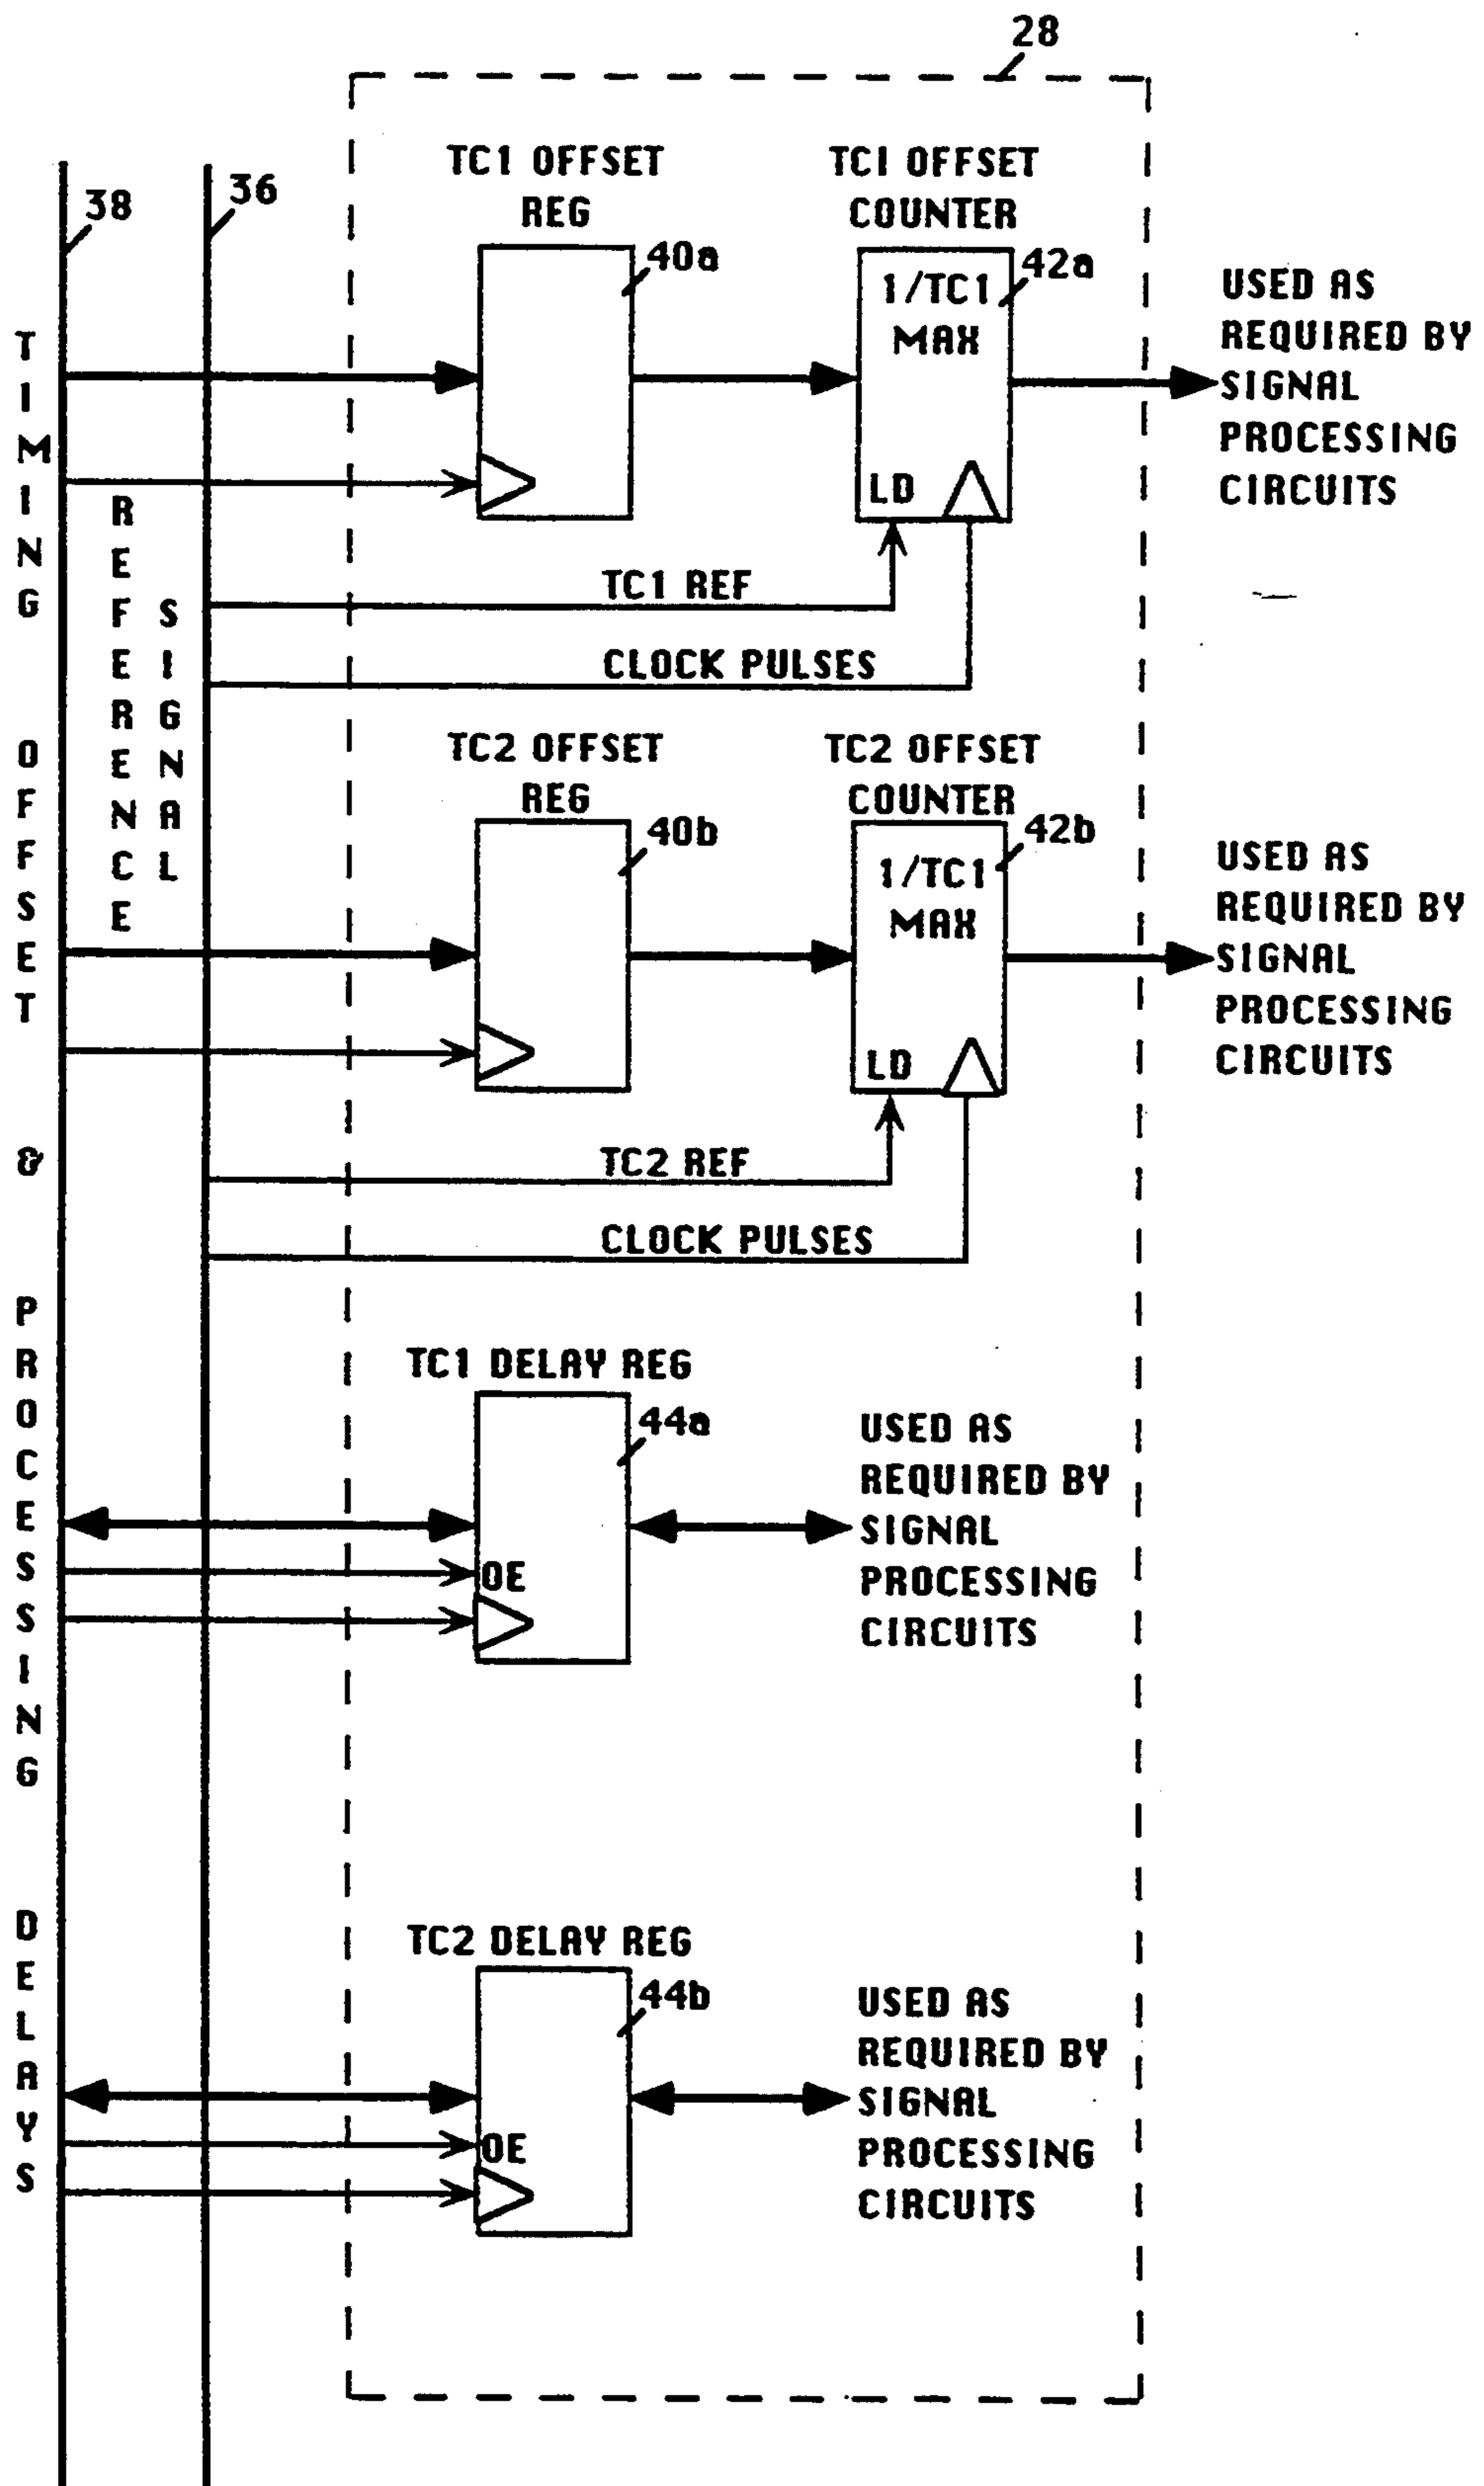 28
38
36
TIMING OFFSET & PROCESSING DELAYS
REFERENCE
SIGNAL
TC1 OFFSET
REG
40a
TC1 OFFSET
COUNTER
42a
1/TC1
MAX
LD
USED AS
REQUIRED BY
SIGNAL
PROCESSING
CIRCUITS
TC1 REF
CLOCK PULSES
TC2 OFFSET
REG
40b
TC2 OFFSET
COUNTER
42b
1/TC1
MAX
LD
USED AS
REQUIRED BY
SIGNAL
PROCESSING
CIRCUITS
TC2 REF
CLOCK PULSES
TC1 DELAY REG
44a
OE
USED AS
REQUIRED BY
SIGNAL
PROCESSING
CIRCUITS
TC2 DELAY REG
44b
OE
USED AS
REQUIRED BY
SIGNAL
PROCESSING
CIRCUITS